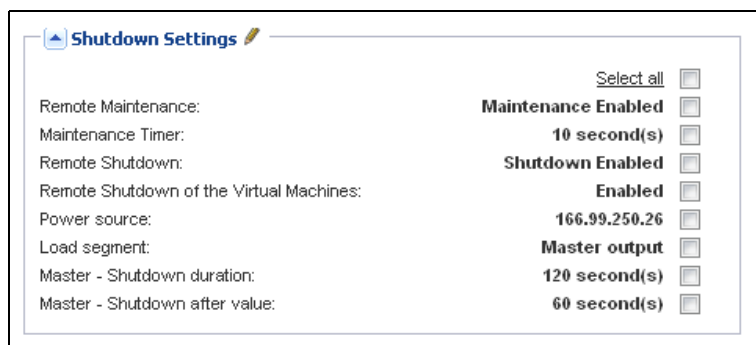 Shutdown Settings
Select all
Remote Maintenance: Maintenance Enabled
Maintenance Timer: 10 second(s)
Remote Shutdown: Shutdown Enabled
Remote Shutdown of the Virtual Machines: Enabled
Power source: 166.99.250.26
Load segment: Master output
Master - Shutdown duration: 120 second(s)
Master - Shutdown after value: 60 second(s)